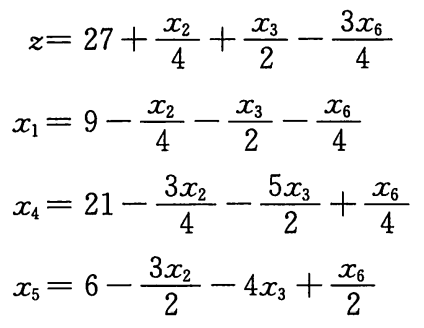 z = 27 + x₂/4 + x₃/2 − 3x₆/4
x₁ = 9 − x₂/4 − x₃/2 − x₆/4
x₄ = 21 − 3x₂/4 − 5x₃/2 + x₆/4
x₅ = 6 − 3x₂/2 − 4x₃ + x₆/2